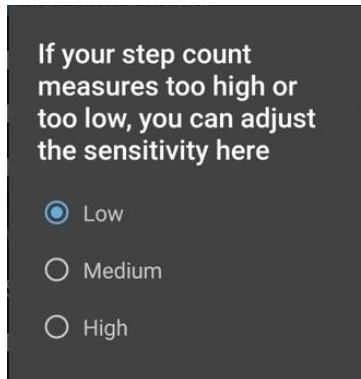 If your step count
measures too high or
too low, you can adjust
the sensitivity here
Low
Medium
High